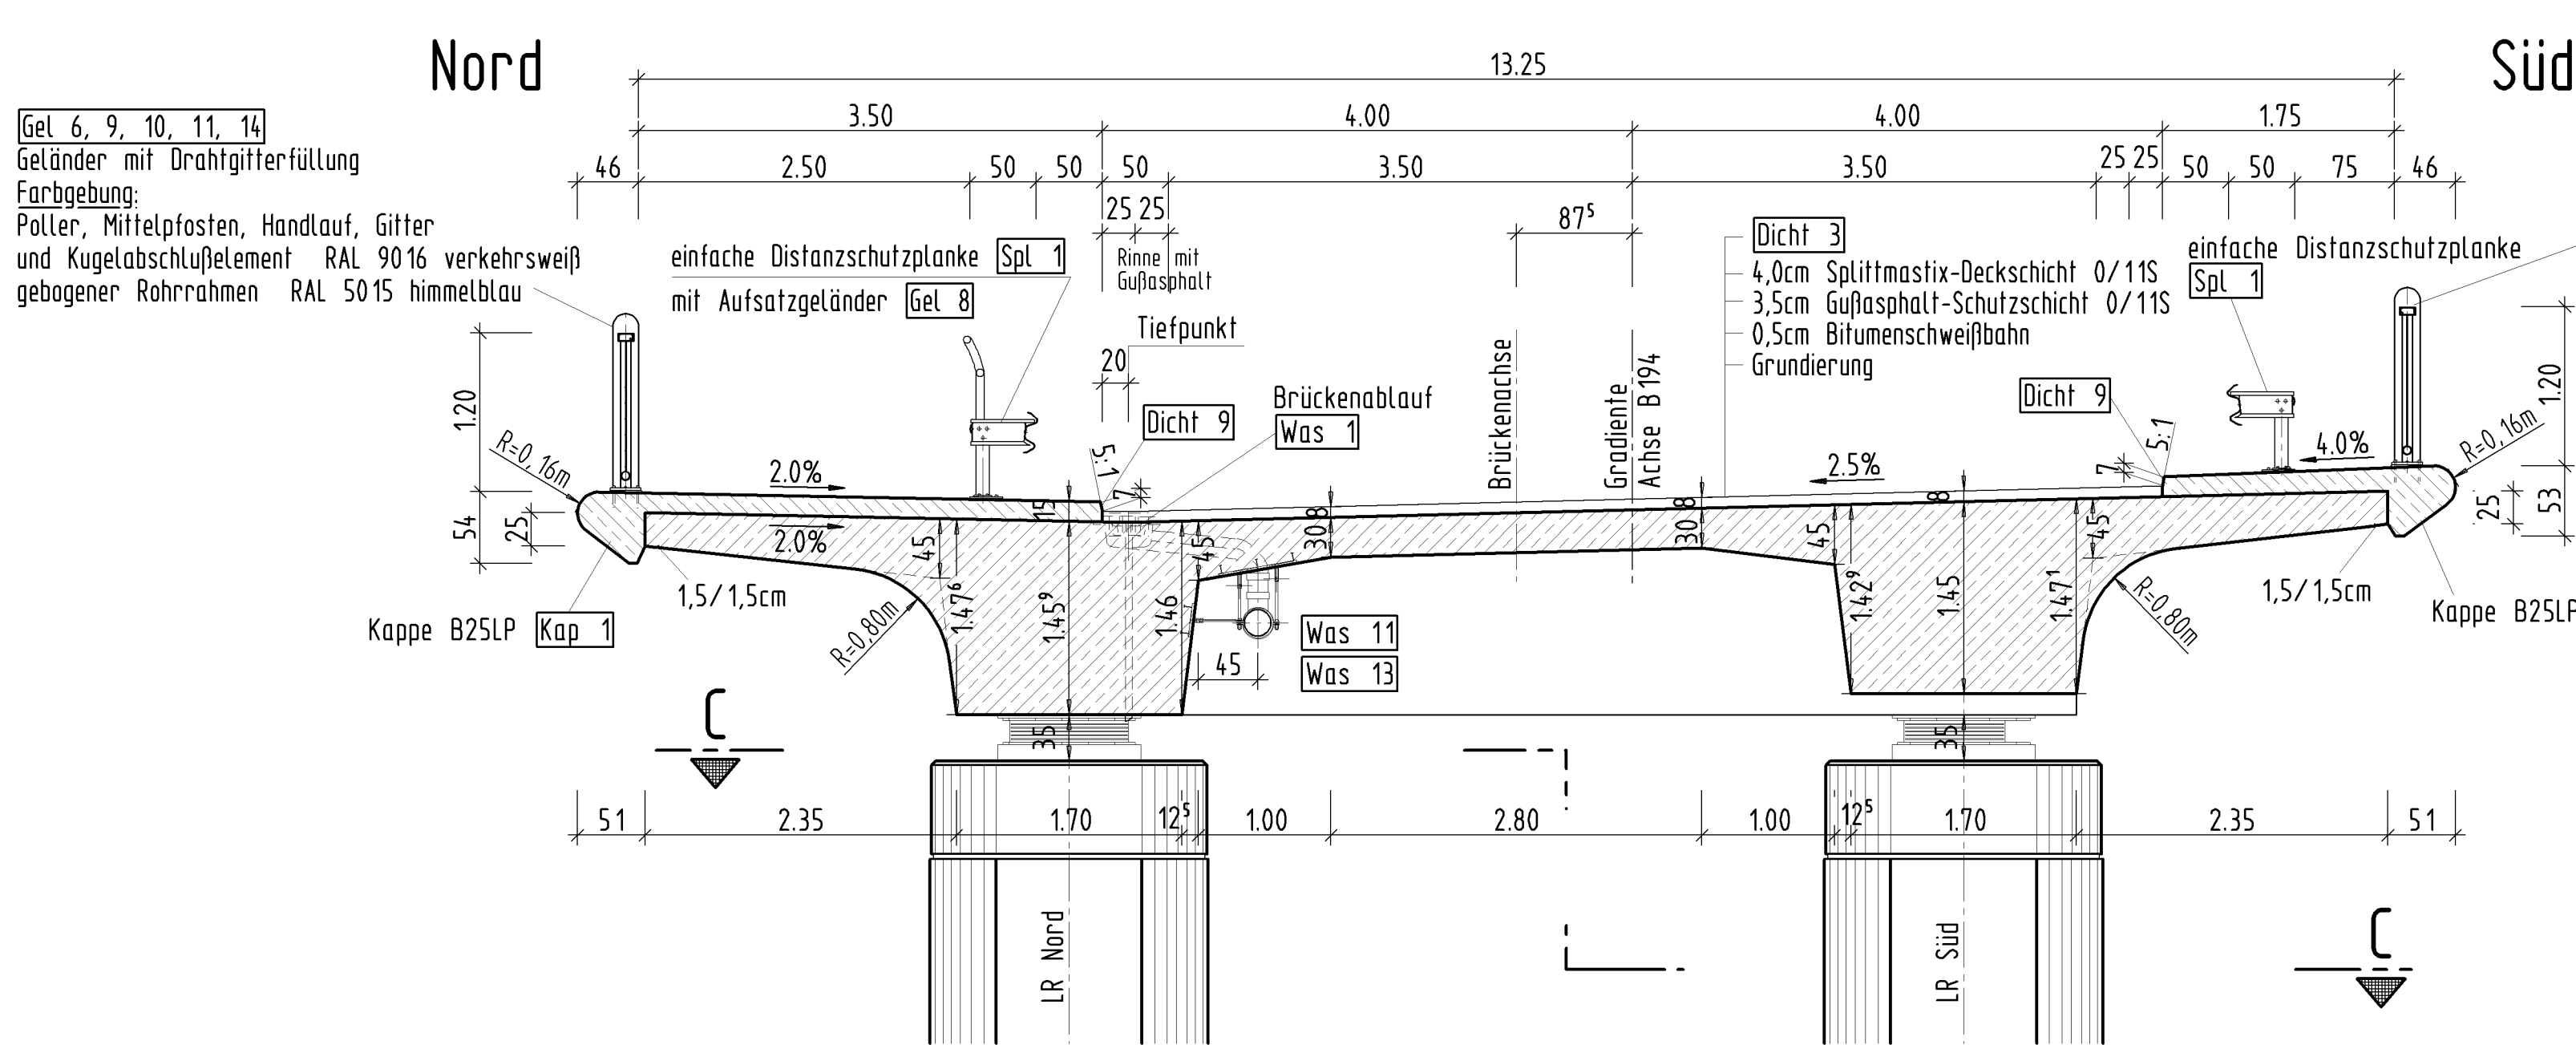 Nord
Süd
13.25
3.50 4.00 4.00 1.75
46 2.50 50 50 50 3.50 3.50 25 25 50 50 75 46
25 25
87⁵
Gel 6, 9, 10, 11, 14
Geländer mit Drahtgitterfüllung
Farbgebung:
Poller, Mittelpfosten, Handlauf, Gitter
und Kugelabschlußelement RAL 9016 verkehrsweiß
gebogener Rohrrahmen RAL 5015 himmelblau
einfache Distanzschutzplanke Spl 1
mit Aufsatzgeländer Gel 8
Rinne mit
Gußasphalt
Tiefpunkt
20
Dicht 9
Brückenablauf
Was 1
Brückenachse
Gradiente
Achse B194
Dicht 3
4,0cm Splittmastix-Deckschicht 0/11S
3,5cm Gußasphalt-Schutzschicht 0/11S
0,5cm Bitumenschweißbahn
Grundierung
einfache Distanzschutzplanke
Spl 1
Dicht 9
1.20
54
25
R=0,16m
2.0%
2.0%
15
5:1
7
8
30
8
30
2.5%
8
7
5:1
4.0%
R=0,16m
1.20
53
25
45
1.47⁶
1.45⁹
1.46
45
45
1.42⁹
1.45
1.47¹
45
1,5/1,5cm
R=0,80m
Kappe B25LP Kap 1
45
Was 11
Was 13
R=0,80m
1,5/1,5cm
Kappe B25LP
C
35
35
51 2.35 1.70 12⁵ 1.00 2.80 1.00 12⁵ 1.70 2.35 51
LR Nord
LR Süd
C